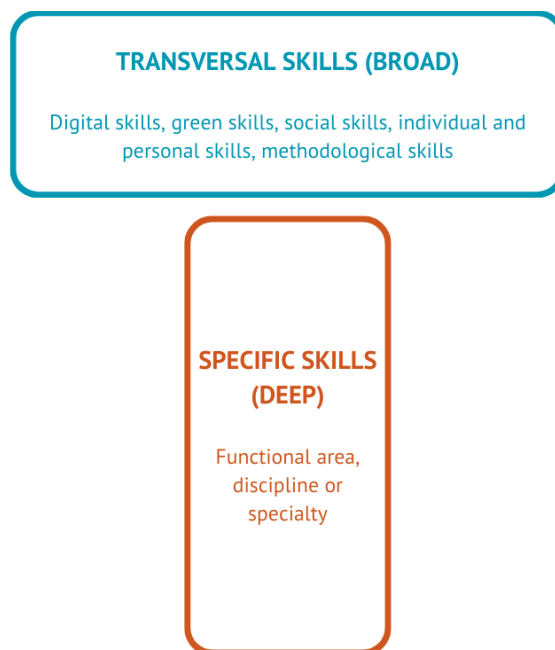 TRANSVERSAL SKILLS (BROAD)
Digital skills, green skills, social skills, individual and
personal skills, methodological skills
SPECIFIC SKILLS
(DEEP)
Functional area,
discipline or
specialty